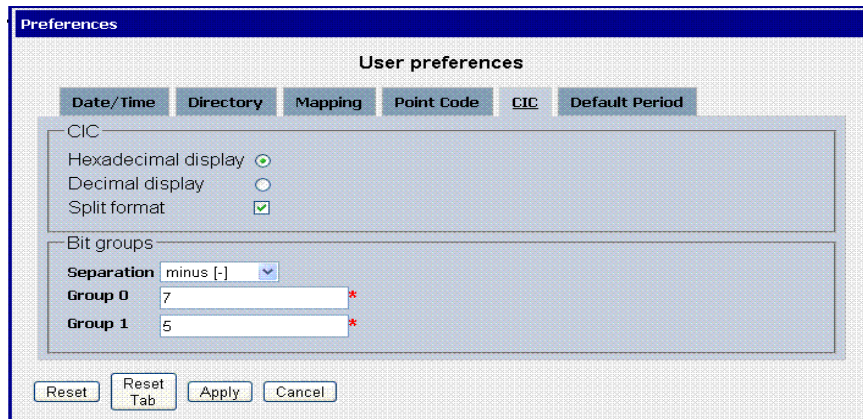 Preferences
User preferences
Date/Time Directory Mapping Point Code CIC Default Period
CIC
Hexadecimal display
Decimal display
Split format
Bit groups
Separation minus [-]
Group 0 7 *
Group 1 5 *
Reset Reset Tab Apply Cancel